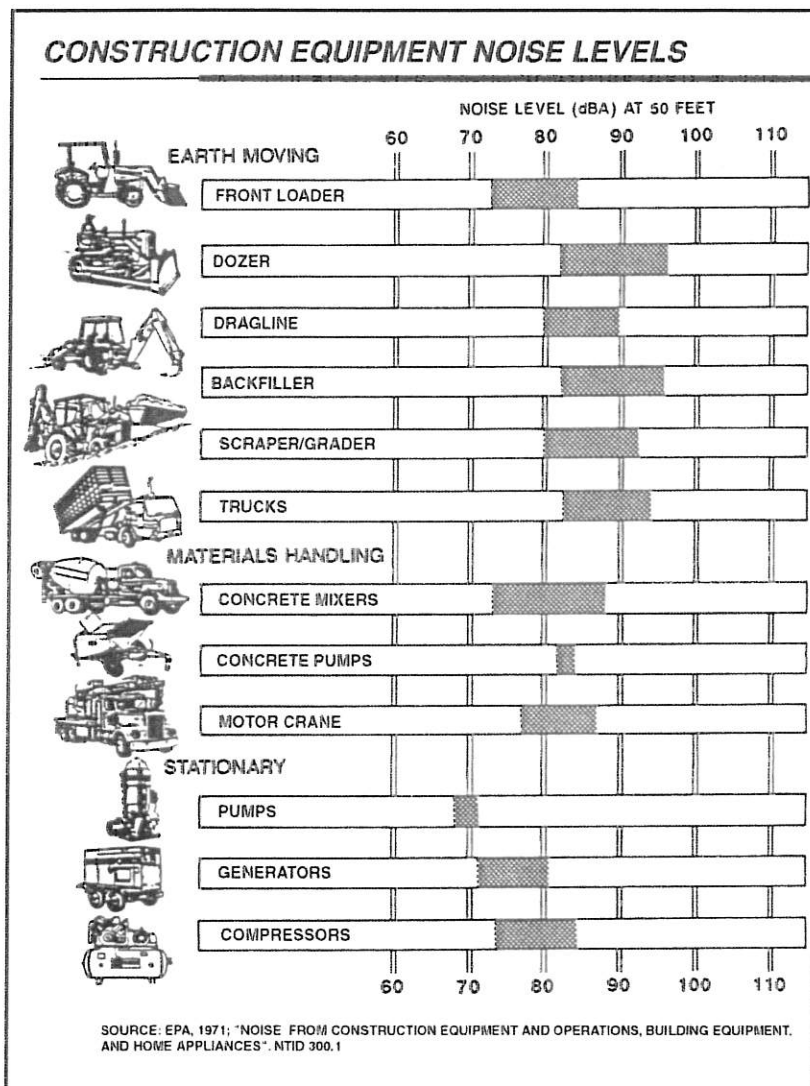 CONSTRUCTION EQUIPMENT NOISE LEVELS
NOISE LEVEL (dBA) AT 50 FEET
60 70 80 90 100 110
EARTH MOVING
FRONT LOADER
DOZER
DRAGLINE
BACKFILLER
SCRAPER/GRADER
TRUCKS
MATERIALS HANDLING
CONCRETE MIXERS
CONCRETE PUMPS
MOTOR CRANE
STATIONARY
PUMPS
GENERATORS
COMPRESSORS
60 70 80 90 100 110
SOURCE: EPA, 1971; "NOISE FROM CONSTRUCTION EQUIPMENT AND OPERATIONS, BUILDING EQUIPMENT,
AND HOME APPLIANCES". NTID 300.1